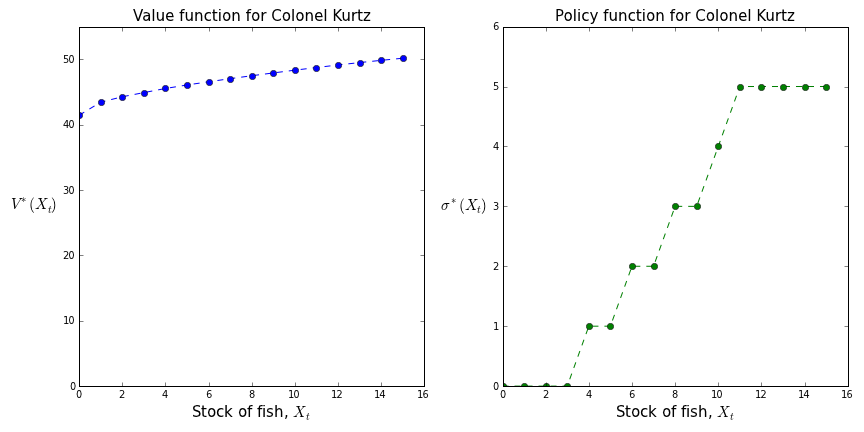 Value function for Colonel Kurtz
50
40
30
20
10
0
V*(X_t)
0 2 4 6 8 10 12 14 16
Stock of fish, X_t
Policy function for Colonel Kurtz
6
5
4
3
2
1
0
σ*(X_t)
0 2 4 6 8 10 12 14 16
Stock of fish, X_t